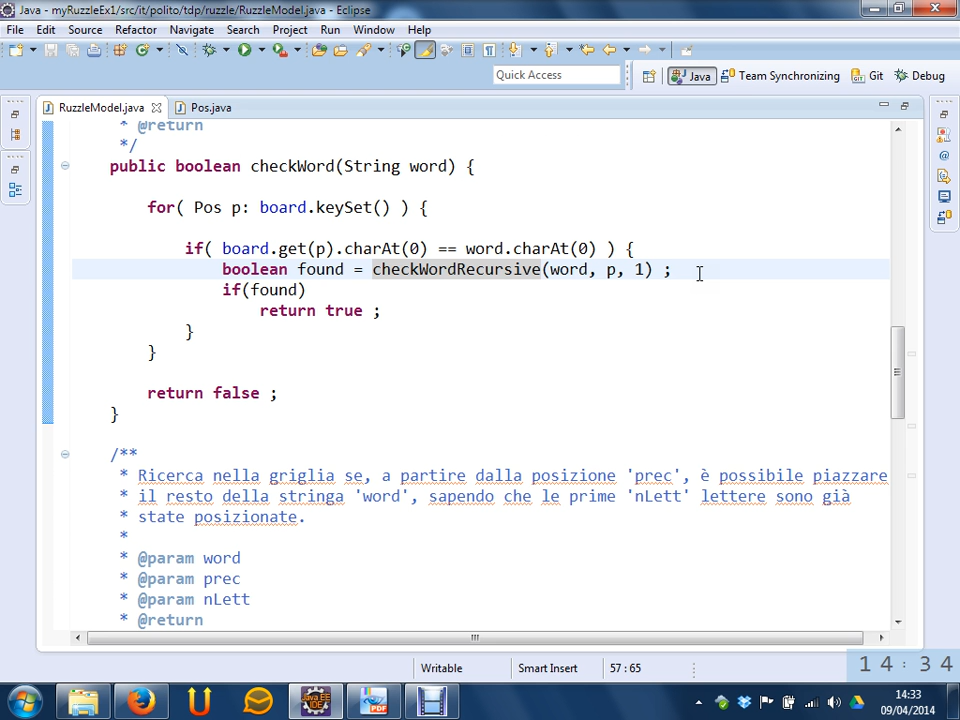 Java - myRuzzleEx1/src/it/polito/tdp/ruzzle/RuzzleModel.java - Eclipse
File Edit Source Refactor Navigate Search Project Run Window Help
Quick Access
Java Team Synchronizing Git Debug
RuzzleModel.java Pos.java
* @return
*/
public boolean checkWord(String word) {
for( Pos p: board.keySet() ) {
if( board.get(p).charAt(0) == word.charAt(0) ) {
boolean found = checkWordRecursive(word, p, 1) ;
if(found)
return true ;
}
}
return false ;
}
/**
* Ricerca nella griglia se, a partire dalla posizione 'prec', è possibile piazzare
* il resto della stringa 'word', sapendo che le prime 'nLett' lettere sono già
* state posizionate.
*
* @param word
* @param prec
* @param nLett
* @return
Writable Smart Insert 57 : 65
14:34
14:33
09/04/2014